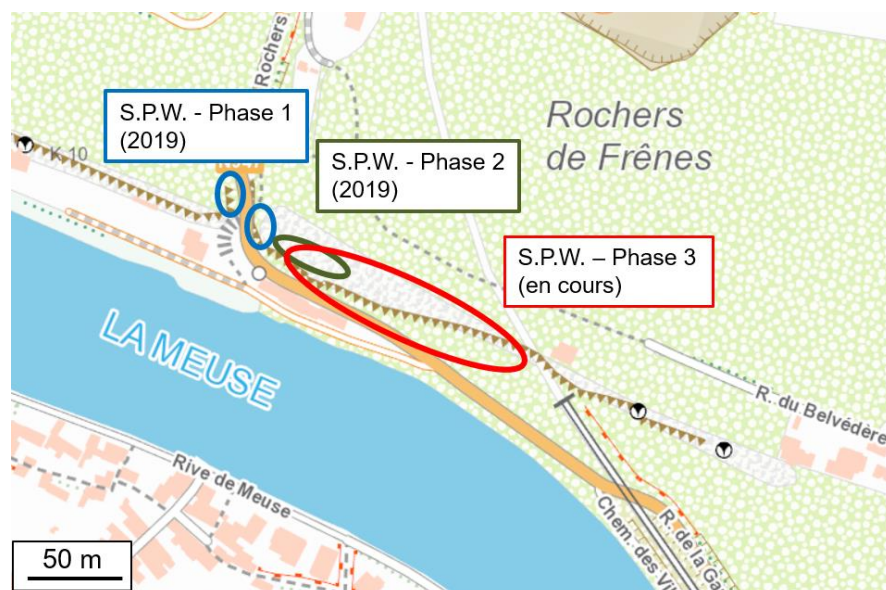 Rochers
S.P.W. - Phase 1
(2019)
K 10
S.P.W. - Phase 2
(2019)
Rochers
de Frênes
S.P.W. – Phase 3
(en cours)
LA MEUSE
R. du Belvédère
Rive de Meuse
Chem. des Vi
R. de la Ga
50 m